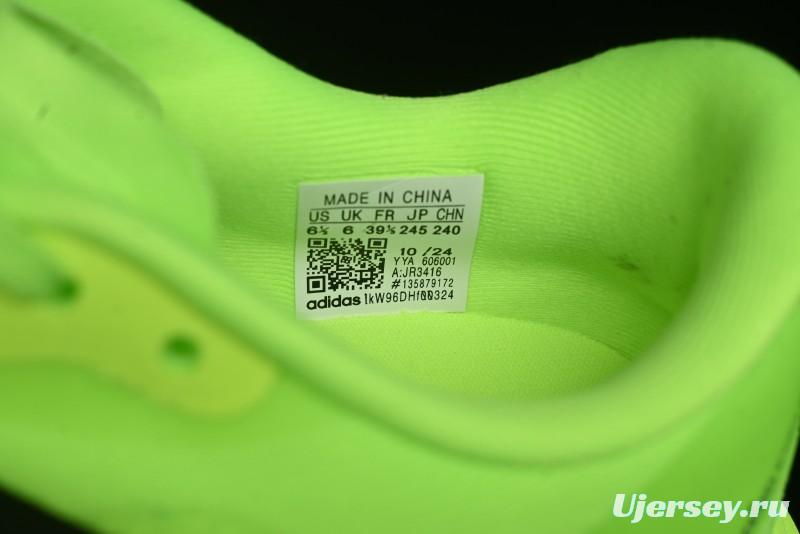 MADE IN CHINA
US UK FR JP CHN
6½ 6 39⅓ 245 240
10 /24
YYA 606001
A:JR3416
#135879172
adidas
Ujersey.ru